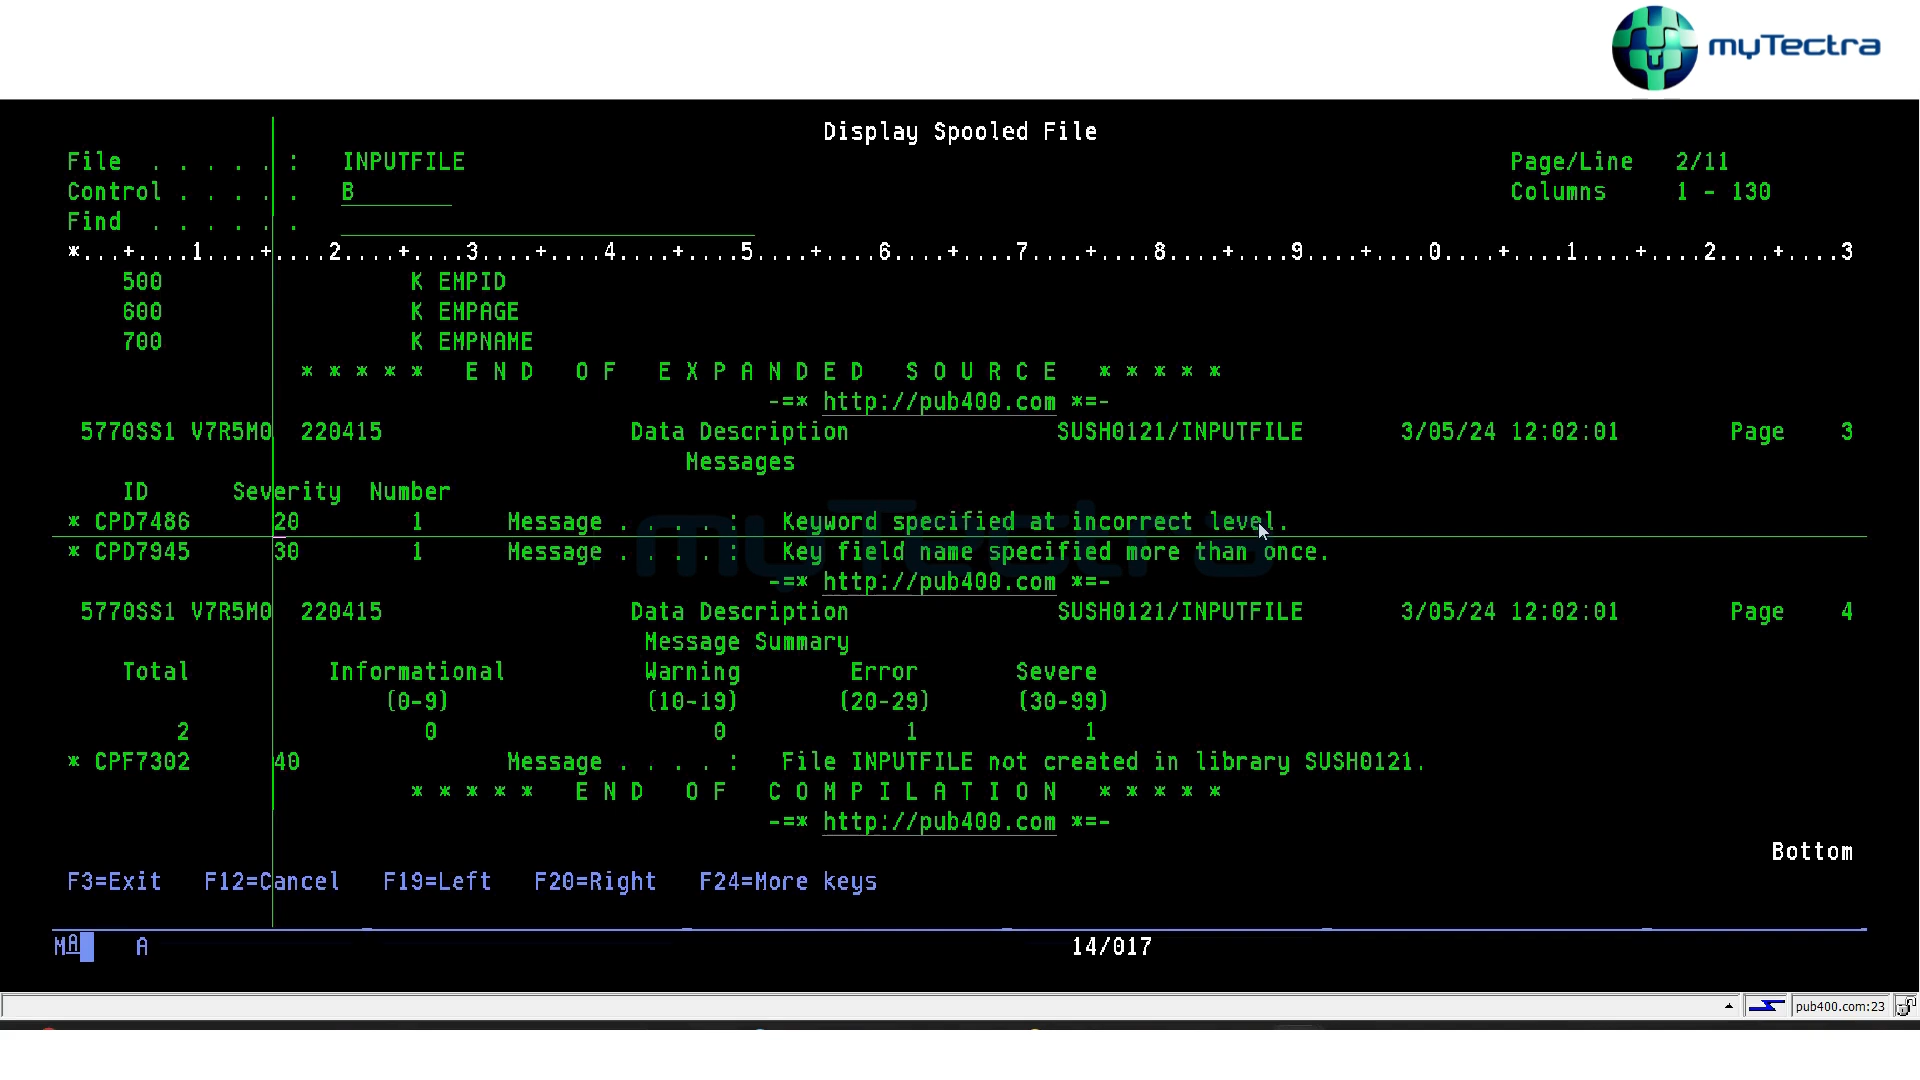 myTectra
Display Spooled File
File . . . . . : INPUTFILE Page/Line 2/11
Control . . . . . B Columns 1 - 130
Find . . . . . .
*...+....1....+....2....+....3....+....4....+....5....+....6....+....7....+....8....+....9....+....0....+....1....+....2....+....3
500 K EMPID
600 K EMPAGE
700 K EMPNAME
* * * * * E N D O F E X P A N D E D S O U R C E * * * * *
-=* http://pub400.com *=-
5770SS1 V7R5M0 220415 Data Description SUSH0121/INPUTFILE 3/05/24 12:02:01 Page 3
Messages
ID Severity Number
* CPD7486 20 1 Message . . . . : Keyword specified at incorrect level.
* CPD7945 30 1 Message . . . . : Key field name specified more than once.
-=* http://pub400.com *=-
5770SS1 V7R5M0 220415 Data Description SUSH0121/INPUTFILE 3/05/24 12:02:01 Page 4
Message Summary
Total Informational Warning Error Severe
(0-9) (10-19) (20-29) (30-99)
2 0 0 1 1
* CPF7302 40 Message . . . . : File INPUTFILE not created in library SUSH0121.
* * * * * E N D O F C O M P I L A T I O N * * * * *
-=* http://pub400.com *=-
Bottom
F3=Exit F12=Cancel F19=Left F20=Right F24=More keys
MA A 14/017
pub400.com:23
myTectra